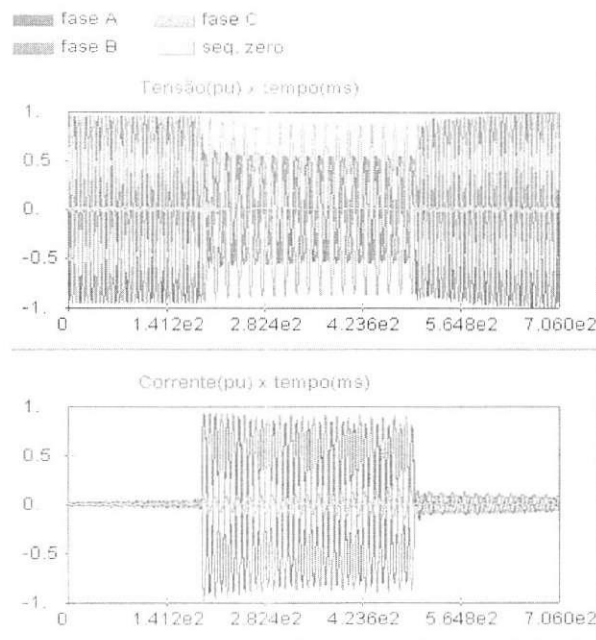 fase A fase C
fase B seq. zero
Tensão(pu) x tempo(ms)
1.
0.5
0.
-0.5
-1.
0 1.412e2 2.824e2 4.236e2 5.648e2 7.060e2
Corrente(pu) x tempo(ms)
1.
0.5
0.
-0.5
-1.
0 1.412e2 2.824e2 4.236e2 5.648e2 7.060e2